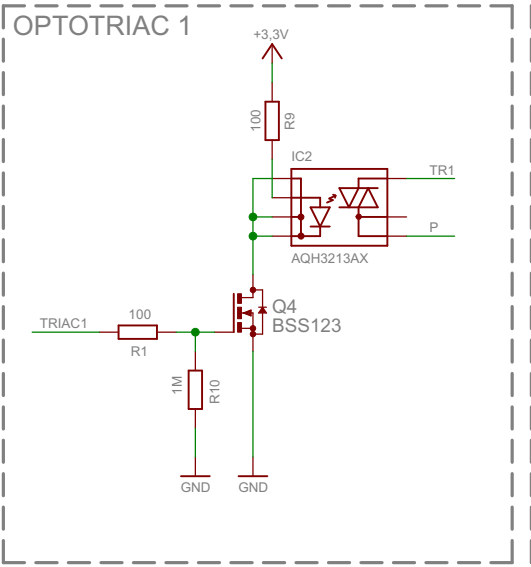 OPTOTRIAC 1
+3,3V
100
R9
IC2
TR1
P
AQH3213AX
Q4
BSS123
TRIAC1
100
R1
1M
R10
GND
GND